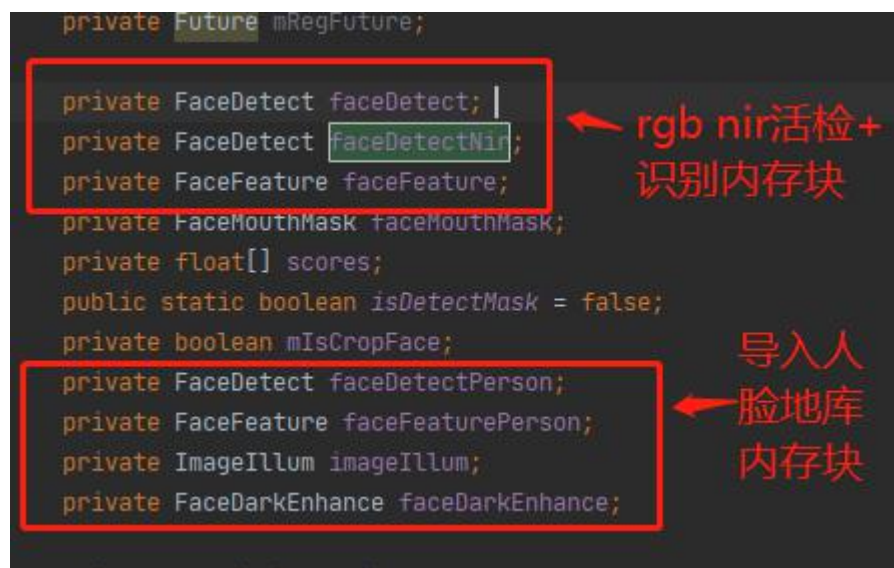 private Future mRegFuture;
private FaceDetect faceDetect;
private FaceDetect faceDetectNir;
private FaceFeature faceFeature;
rgb nir活检+
识别内存块
private FaceMouthMask faceMouthMask;
private float[] scores;
public static boolean isDetectMask = false;
private boolean mIsCropFace;
private FaceDetect faceDetectPerson;
private FaceFeature faceFeaturePerson;
private ImageIllum imageIllum;
private FaceDarkEnhance faceDarkEnhance;
导入人
脸地库
内存块